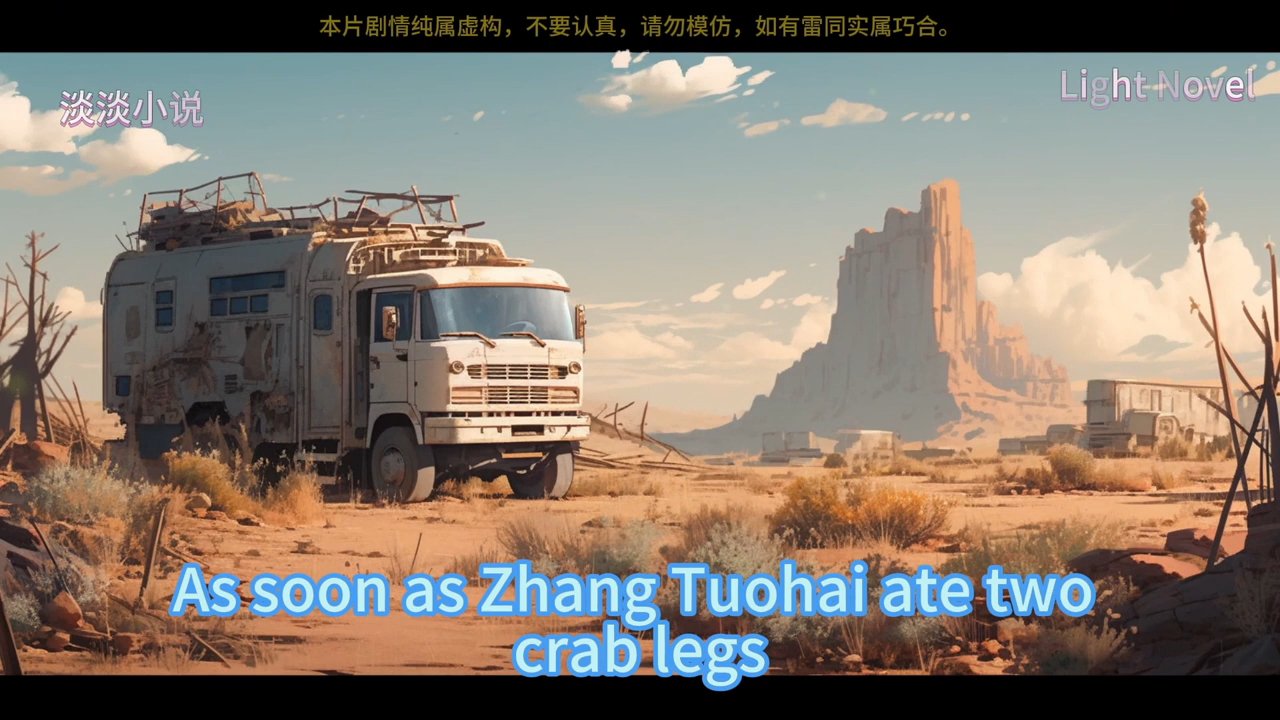 本片剧情纯属虚构，不要认真，请勿模仿，如有雷同实属巧合。
淡淡小说
Light Novel
As soon as Zhang Tuohai ate two
crab legs